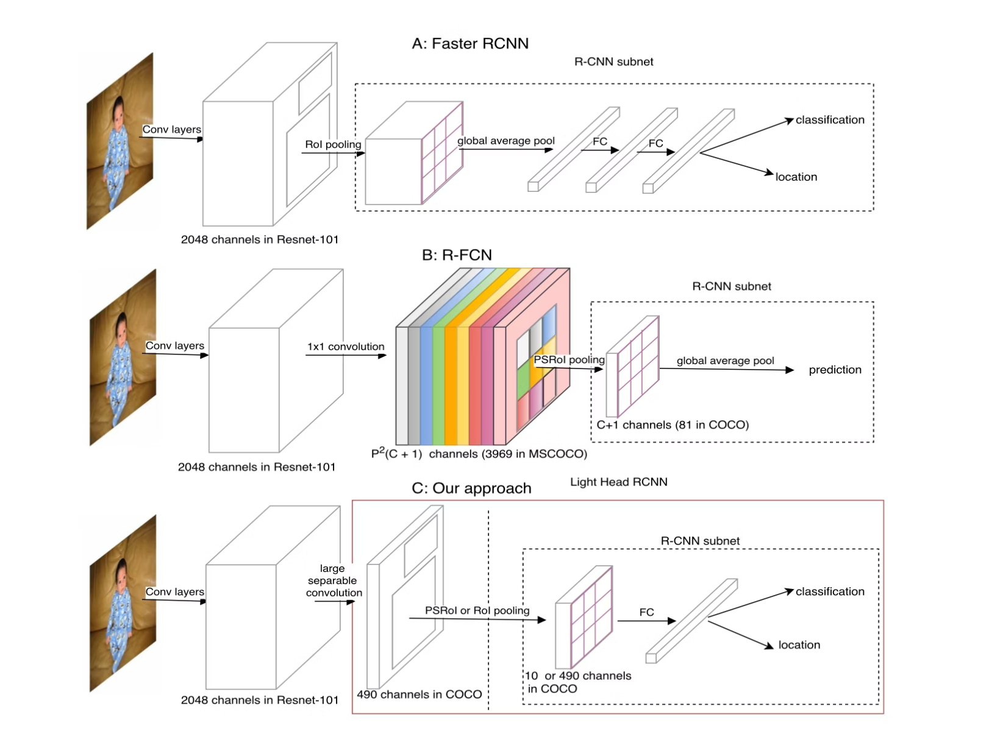 A: Faster RCNN
R-CNN subnet
Conv layers
RoI pooling
global average pool
FC
FC
classification
location
2048 channels in Resnet-101
B: R-FCN
R-CNN subnet
Conv layers
1x1 convolution
PSRoI pooling
global average pool
prediction
C+1 channels (81 in COCO)
P²(C + 1) channels (3969 in MSCOCO)
2048 channels in Resnet-101
C: Our approach
Light Head RCNN
R-CNN subnet
Conv layers
large
separable
convolution
PSRoI or RoI pooling
FC
classification
location
10 or 490 channels
in COCO
490 channels in COCO
2048 channels in Resnet-101